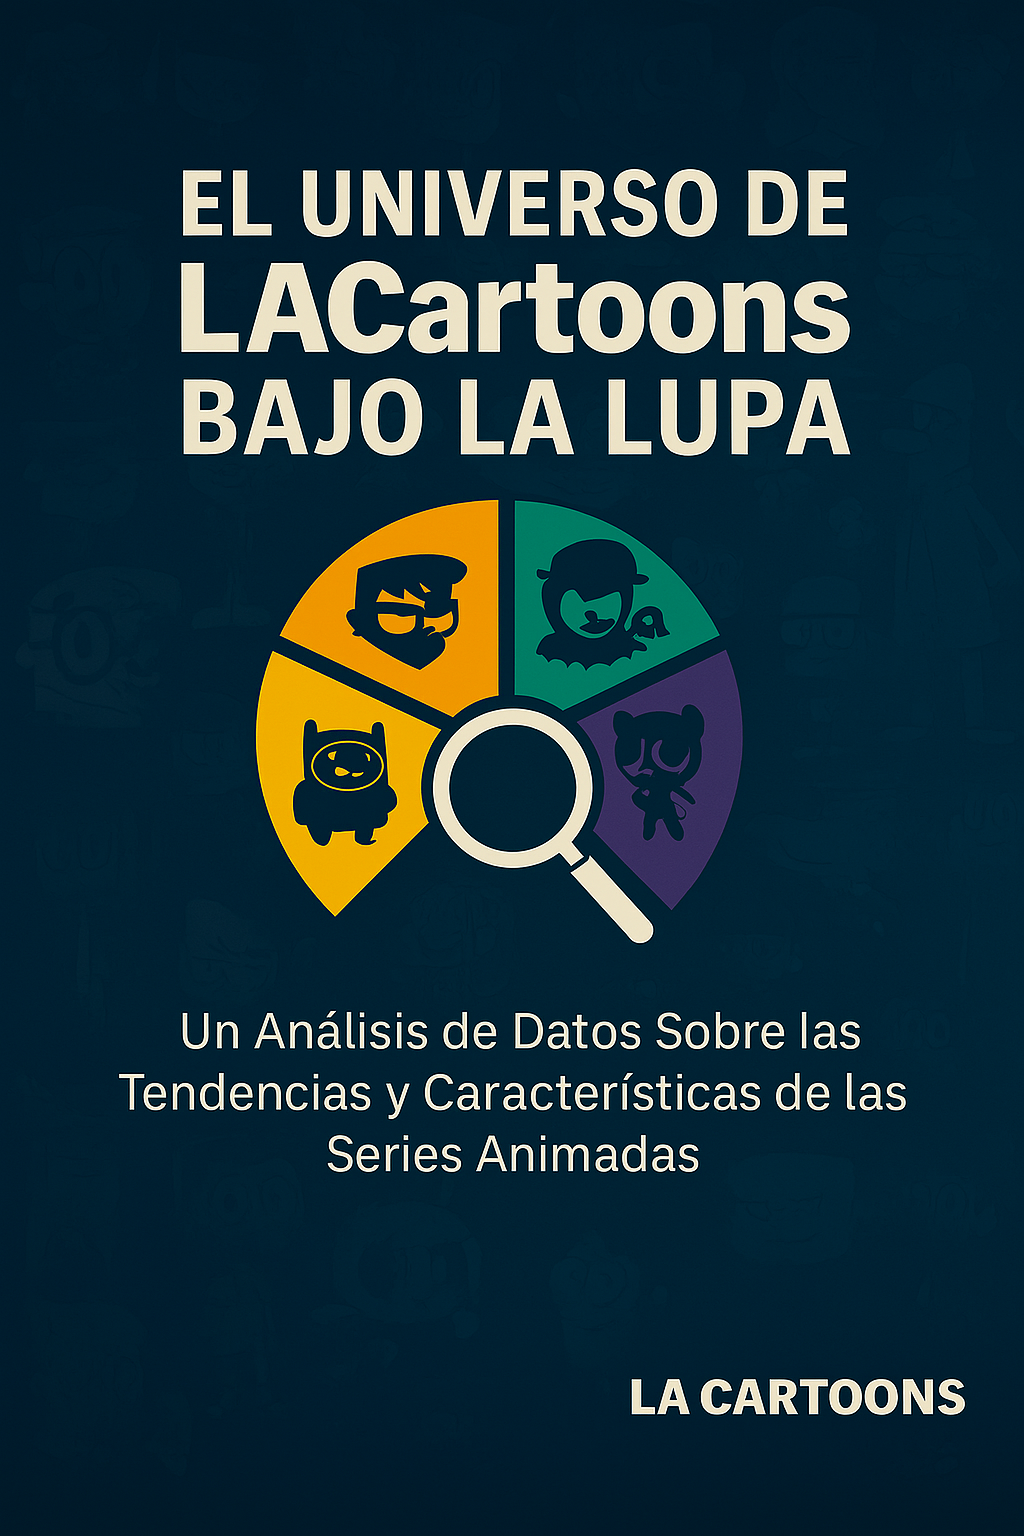 EL UNIVERSO DE
LACartoons
BAJO LA LUPA
Un Análisis de Datos Sobre las
Tendencias y Características de las
Series Animadas
LA CARTOONS